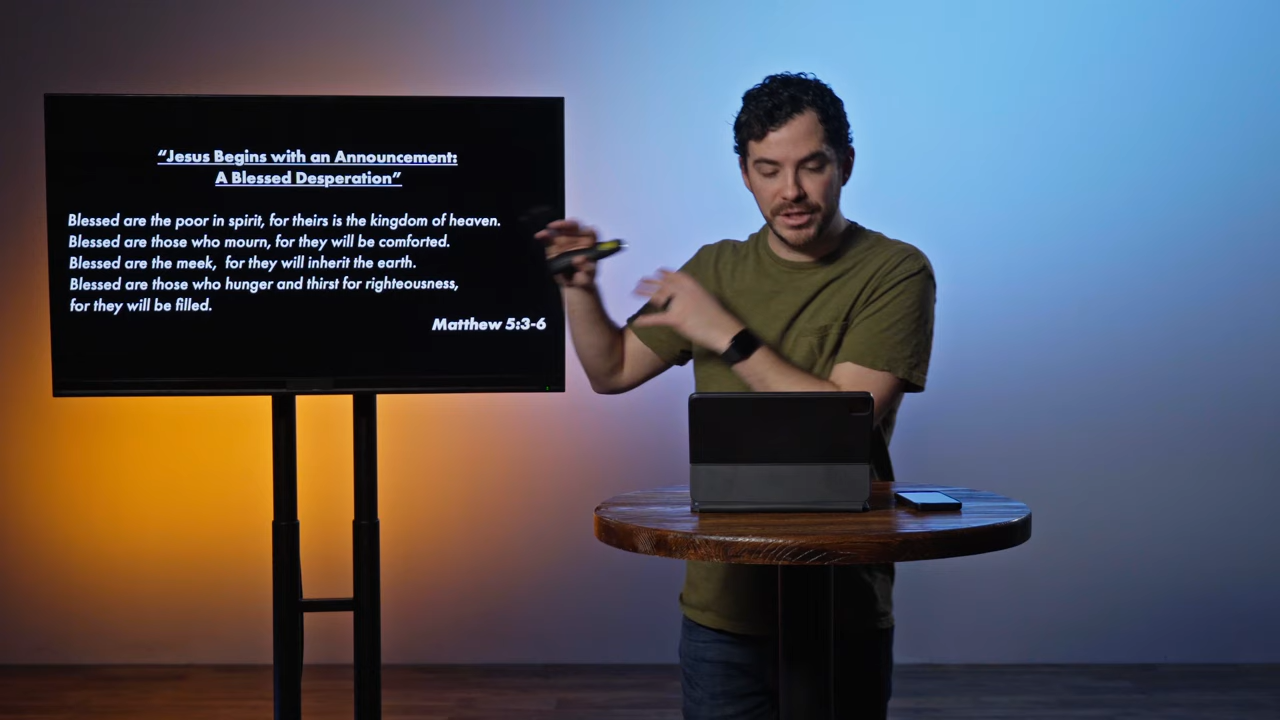 “Jesus Begins with an Announcement:
A Blessed Desperation”
Blessed are the poor in spirit, for theirs is the kingdom of heaven.
Blessed are those who mourn, for they will be comforted.
Blessed are the meek,  for they will inherit the earth.
Blessed are those who hunger and thirst for righteousness,
for they will be filled.
Matthew 5:3-6